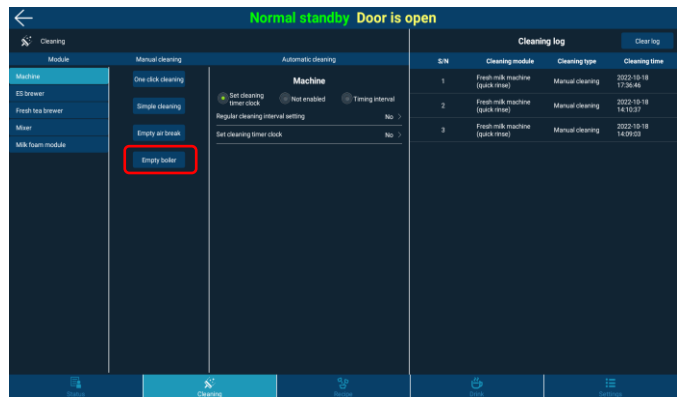 Normal standby Door is open
Cleaning
Cleaning log
Clear log
Module
Manual cleaning
Automatic cleaning
S/N
Cleaning module
Cleaning type
Cleaning time
Machine
ES brewer
Fresh tea brewer
Mixer
Milk foam module
One click cleaning
Simple cleaning
Empty air break
Empty boiler
Machine
Set cleaning
timer clock
Not enabled
Timing interval
Regular cleaning interval setting
No >
Set cleaning timer clock
No >
1
Fresh milk machine
(quick rinse)
Manual cleaning
2022-10-18
17:36:46
2
Fresh milk machine
(quick rinse)
Manual cleaning
2022-10-18
14:10:37
3
Fresh milk machine
(quick rinse)
Manual cleaning
2022-10-18
14:09:03
Status
Cleaning
Recipe
Drink
Settings